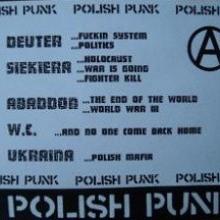 POLISH PUNK POLISH PUNK
DEUTER ...FUCKIN SYSTEM
...POLITICS
SIEKIERA ...HOLOCAUST
...WAR IS GOING
...FIGHTER KILL
ABADDON ...THE END OF THE WORLD
...WORLD WAR III
W.C. ...AND NO ONE COME BACK HOME
UKRAINA ...POLISH MAFIA
POLISH PUNK POLISH PUNK
POLISH PUN